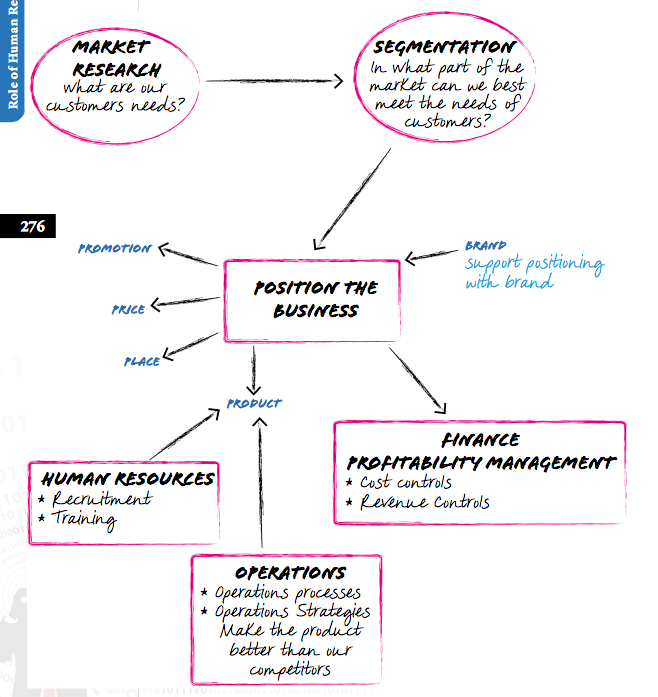 Role of Human Re
MARKET
RESEARCH
What are our
customers needs?
SEGMENTATION
In what part of the
market can we best
meet the needs of
customers?
276
PROMOTION
PRICE
PLACE
POSITION THE
BUSINESS
BRAND
support positioning
with brand
PRODUCT
HUMAN RESOURCES
* Recruitment
* Training
FINANCE
PROFITABILITY MANAGEMENT
* Cost controls
* Revenue Controls
OPERATIONS
* Operations processes
* Operations Strategies
Make the product
better than our
competitors